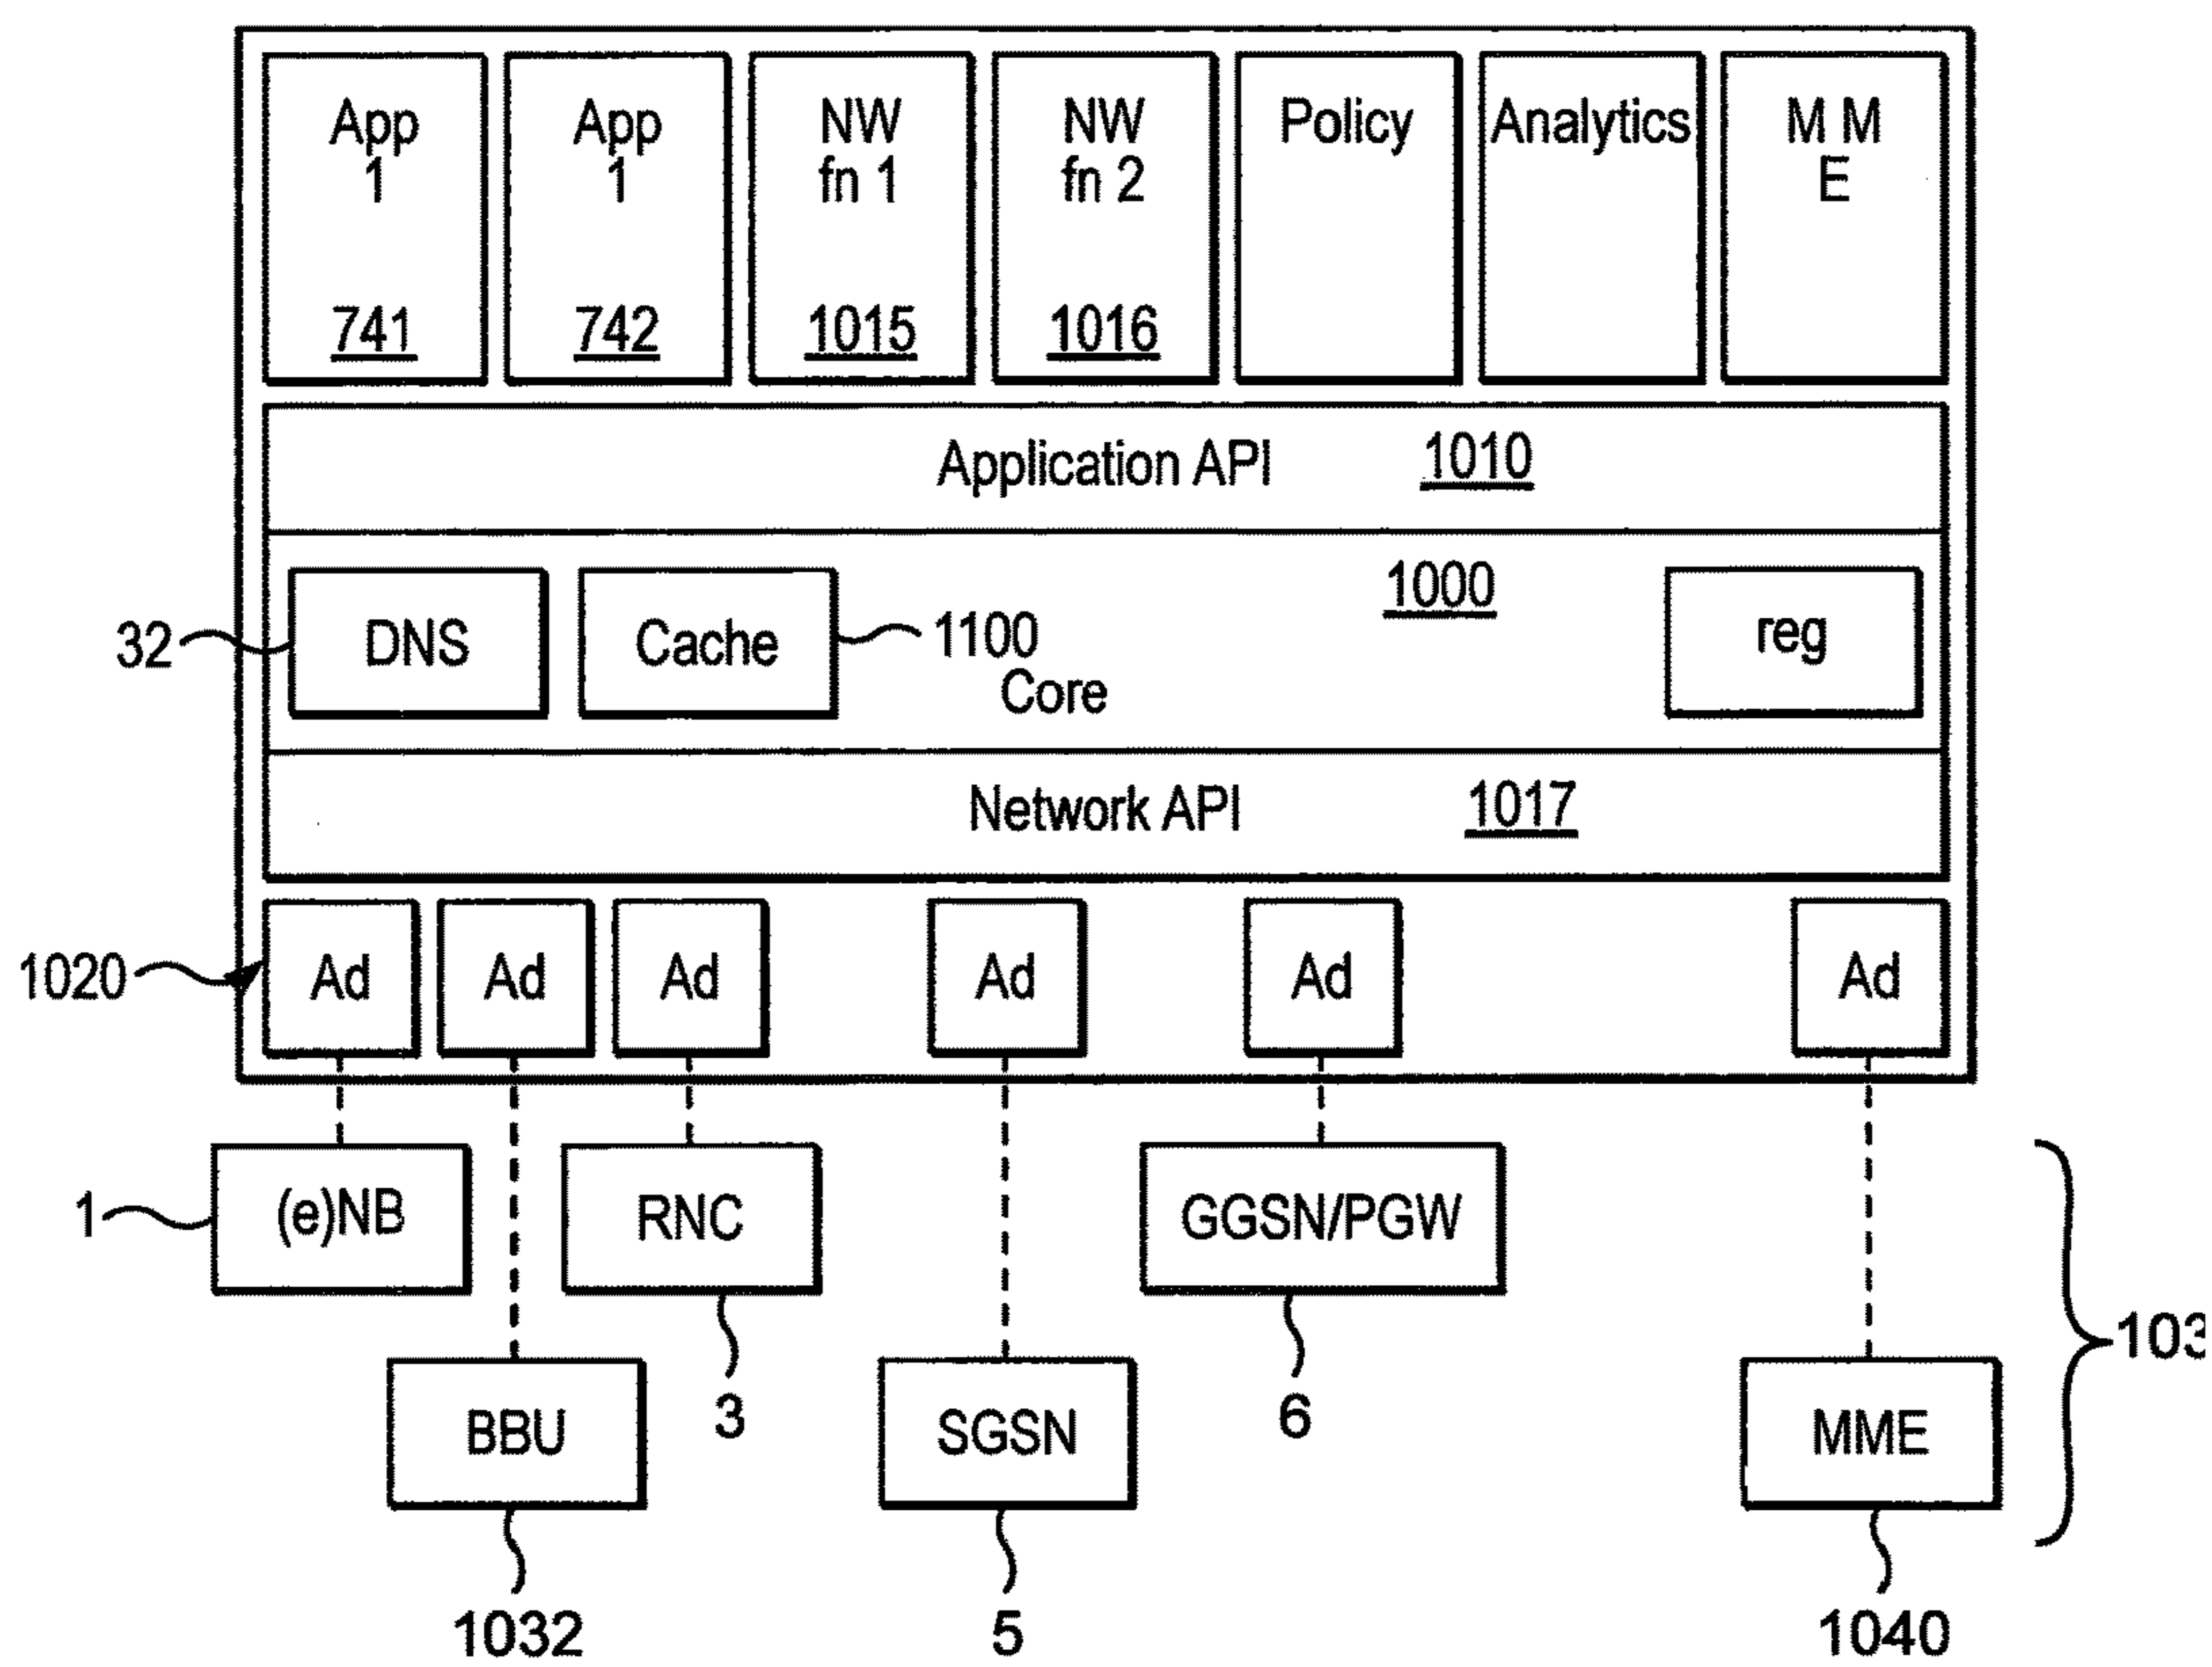 App
1
741
App
1
742
NW
fn 1
1015
NW
fn 2
1016
Policy
Analytics
M M
E
Application API 1010
1000
32
DNS
Cache
1100
Core
reg
Network API 1017
1020
Ad
Ad
Ad
Ad
Ad
Ad
1
(e)NB
RNC
GGSN/PGW
3
6
BBU
SGSN
MME
1032
5
1040